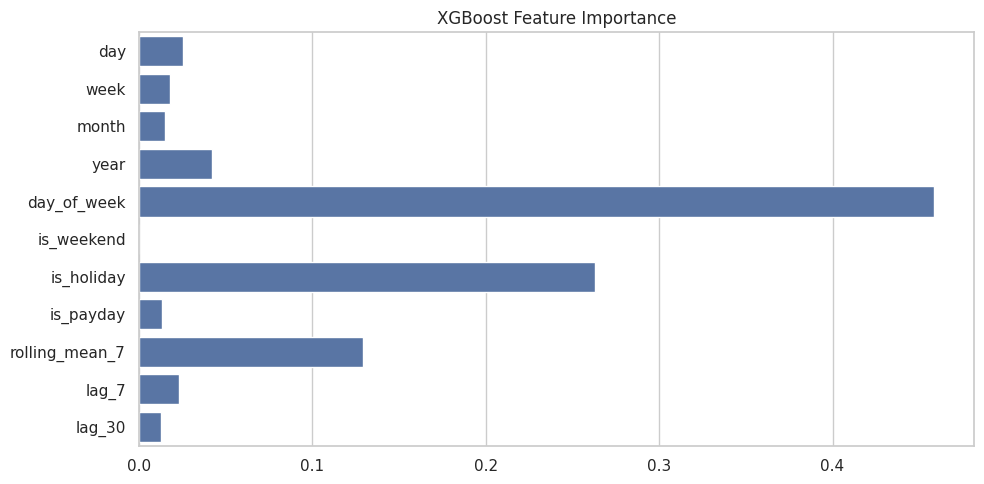 XGBoost Feature Importance
day
week
month
year
day_of_week
is_weekend
is_holiday
is_payday
rolling_mean_7
lag_7
lag_30
0.0 0.1 0.2 0.3 0.4